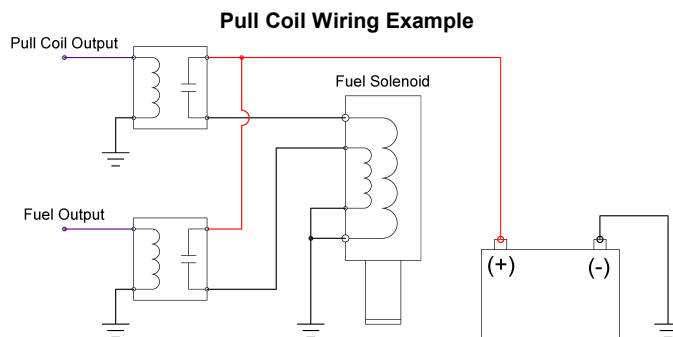 Pull Coil Wiring Example
Pull Coil Output
Fuel Solenoid
Fuel Output
(+)
(-)